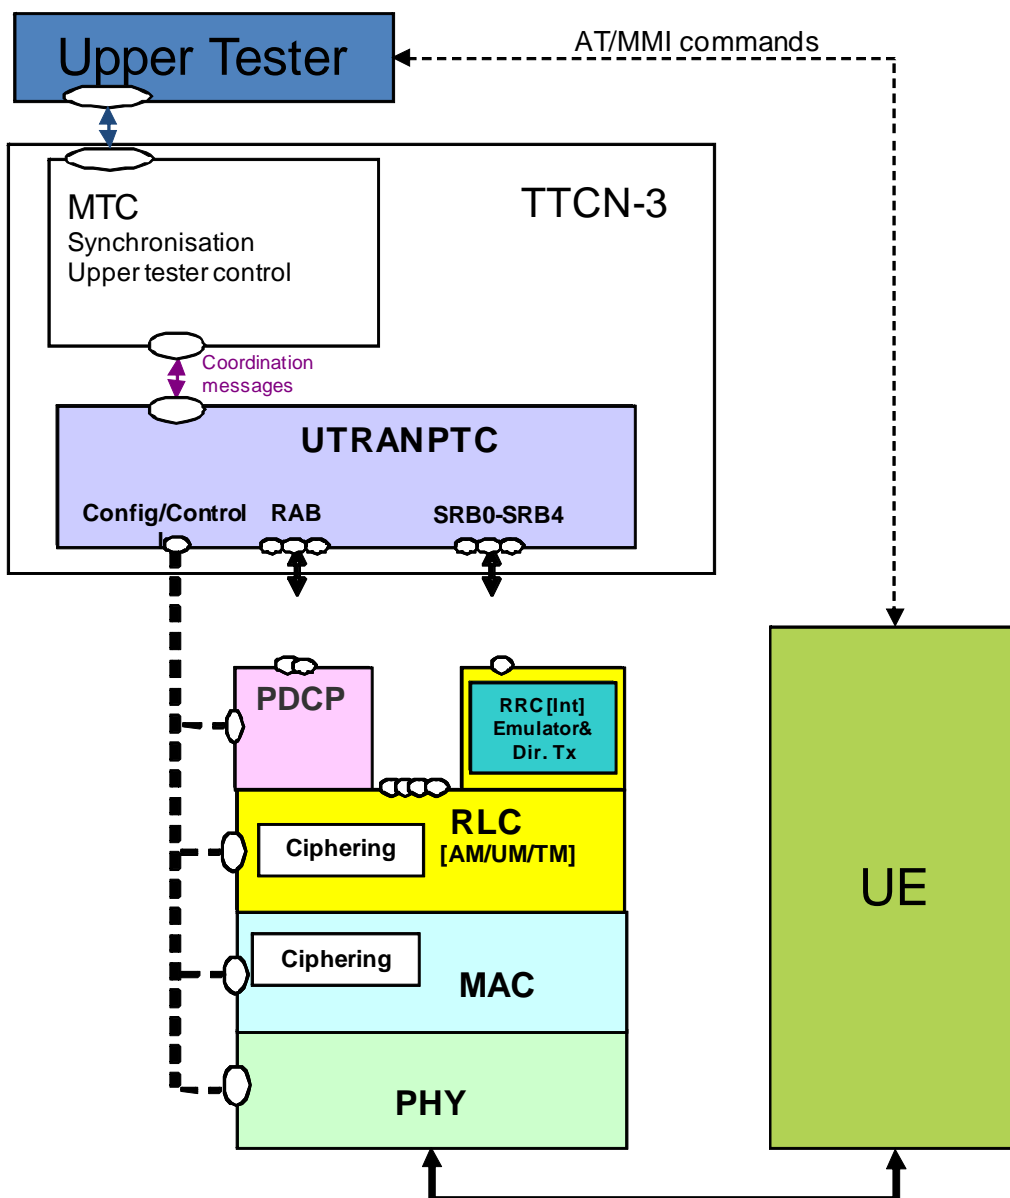 Upper Tester
AT/MMI commands
TTCN-3
MTC
Synchronisation
Upper tester control
Coordination
messages
UTRANPTC
Config/Control
RAB
SRB0-SRB4
PDCP
RRC[Int]
Emulator&
Dir. Tx
RLC
[AM/UM/TM]
Ciphering
UE
Ciphering
MAC
PHY